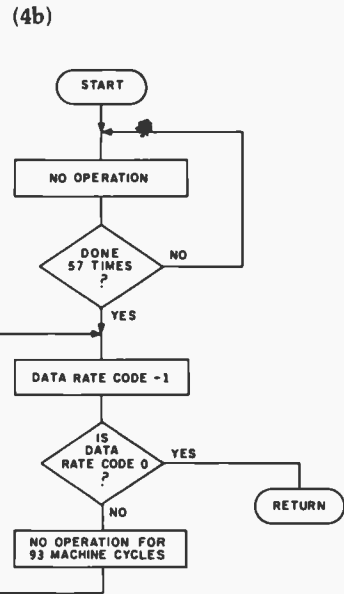 (4b)
START
NO OPERATION
DONE
57 TIMES
?
NO
YES
DATA RATE CODE -1
IS
DATA
RATE CODE 0
?
YES
NO
RETURN
NO OPERATION FOR
93 MACHINE CYCLES